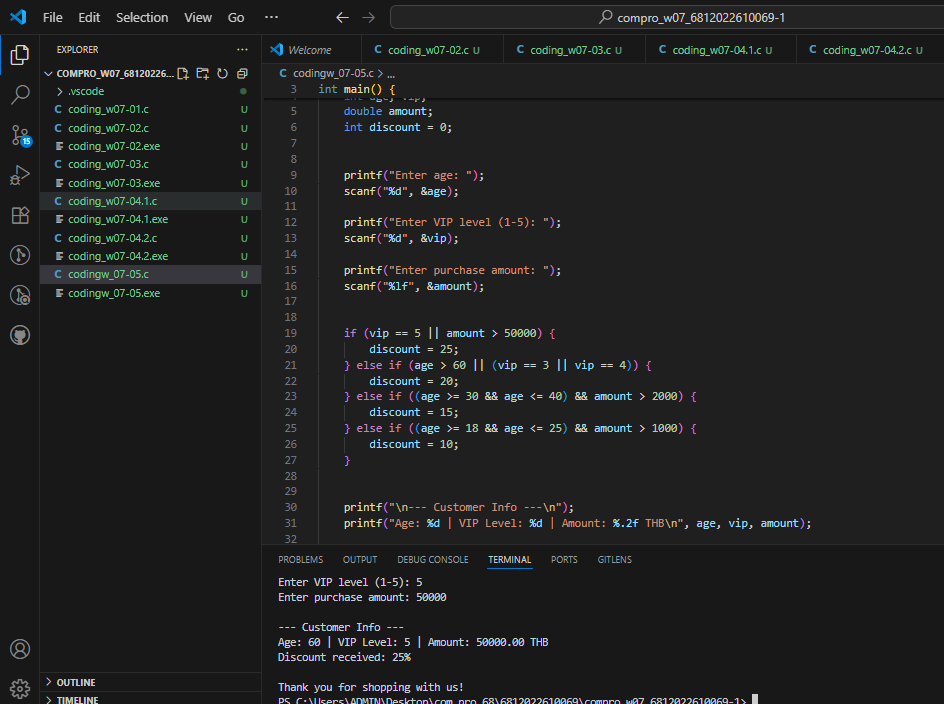 File Edit Selection View Go ··· ← → compro_w07_6812022610069-1
EXPLORER ···
Welcome
C coding_w07-02.c U
C coding_w07-03.c U
C coding_w07-04.1.c U
C coding_w07-04.2.c U
COMPRO_W07_68120226...
.vscode
C coding_w07-01.c U
C coding_w07-02.c U
coding_w07-02.exe U
C coding_w07-03.c U
coding_w07-03.exe U
C coding_w07-04.1.c U
coding_w07-04.1.exe U
C coding_w07-04.2.c U
coding_w07-04.2.exe U
C codingw_07-05.c U
codingw_07-05.exe U
15
OUTLINE
TIMELINE
C codingw_07-05.c > ...
3 int main() {
int age, vip;
5 double amount;
6 int discount = 0;
7
8
9 printf("Enter age: ");
10 scanf("%d", &age);
11
12 printf("Enter VIP level (1-5): ");
13 scanf("%d", &vip);
14
15 printf("Enter purchase amount: ");
16 scanf("%lf", &amount);
17
18
19 if (vip == 5 || amount > 50000) {
20 discount = 25;
21 } else if (age > 60 || (vip == 3 || vip == 4)) {
22 discount = 20;
23 } else if ((age >= 30 && age <= 40) && amount > 2000) {
24 discount = 15;
25 } else if ((age >= 18 && age <= 25) && amount > 1000) {
26 discount = 10;
27 }
28
29
30 printf("\n--- Customer Info ---\n");
31 printf("Age: %d | VIP Level: %d | Amount: %.2f THB\n", age, vip, amount);
32
PROBLEMS OUTPUT DEBUG CONSOLE TERMINAL PORTS GITLENS
Enter VIP level (1-5): 5
Enter purchase amount: 50000
--- Customer Info ---
Age: 60 | VIP Level: 5 | Amount: 50000.00 THB
Discount received: 25%
Thank you for shopping with us!
PS C:\Users\ADMIN\Desktop\com pro 68\6812022610069\compro_w07_6812022610069-1>